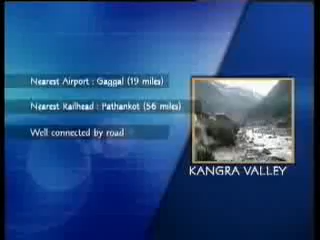 Nearest Airport : Gaggal (19 miles)
Nearest Railhead : Pathankot (56 miles)
Well connected by road
KANGRA VALLEY